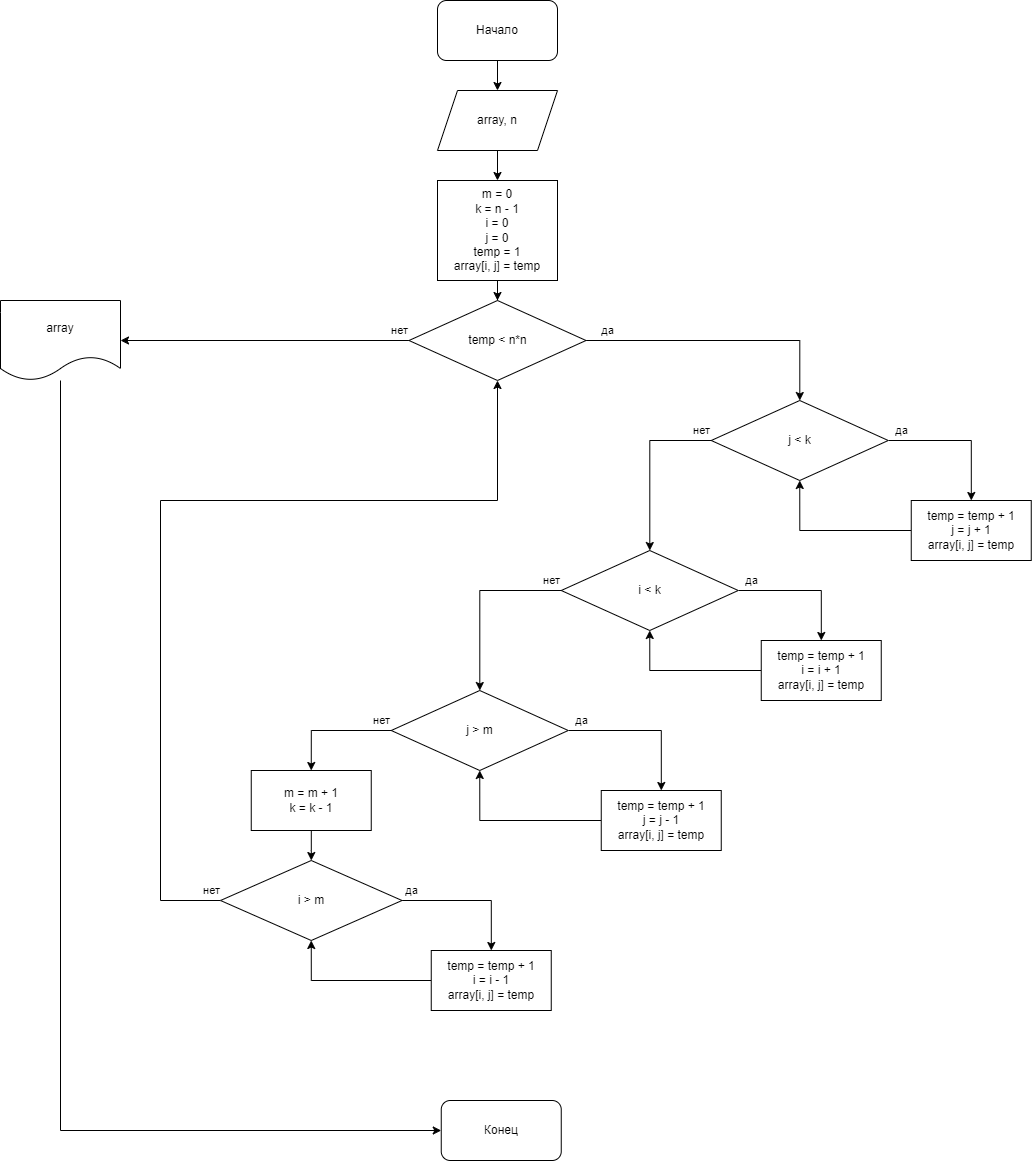 Начало
array, n
m = 0
k = n - 1
i = 0
j = 0
temp = 1
array[i, j] = temp
array
нет
temp < n*n
да
нет
j < k
да
temp = temp + 1
j = j + 1
array[i, j] = temp
нет
i < k
да
temp = temp + 1
i = i + 1
array[i, j] = temp
нет
j > m
да
m = m + 1
k = k - 1
temp = temp + 1
j = j - 1
array[i, j] = temp
нет
i > m
да
temp = temp + 1
i = i - 1
array[i, j] = temp
Конец